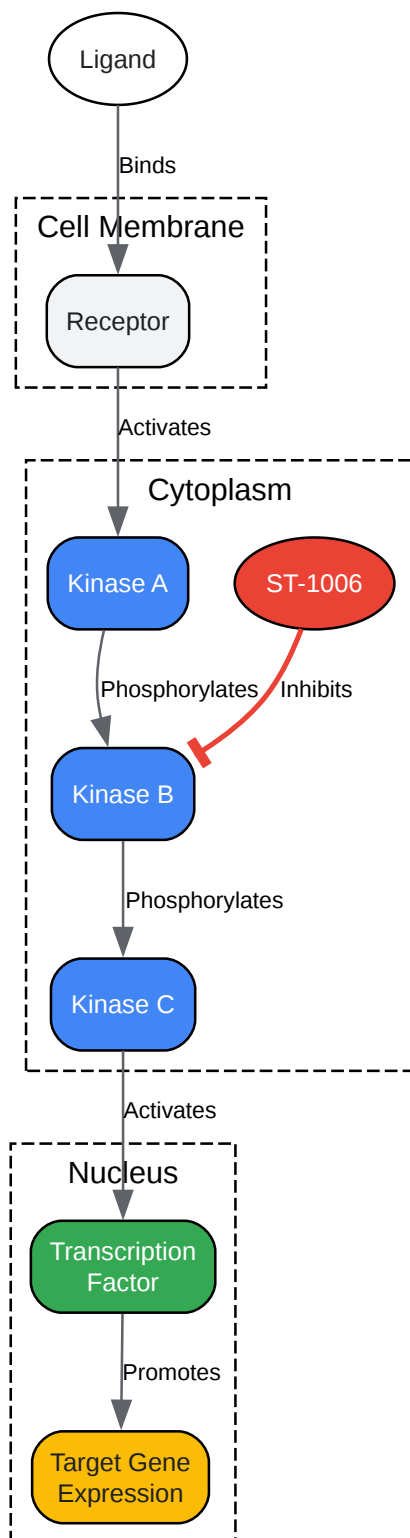 Ligand
Binds
Cell Membrane
Receptor
Activates
Cytoplasm
Kinase A
ST-1006
Phosphorylates
Inhibits
Kinase B
Phosphorylates
Kinase C
Activates
Nucleus
Transcription
Factor
Promotes
Target Gene
Expression